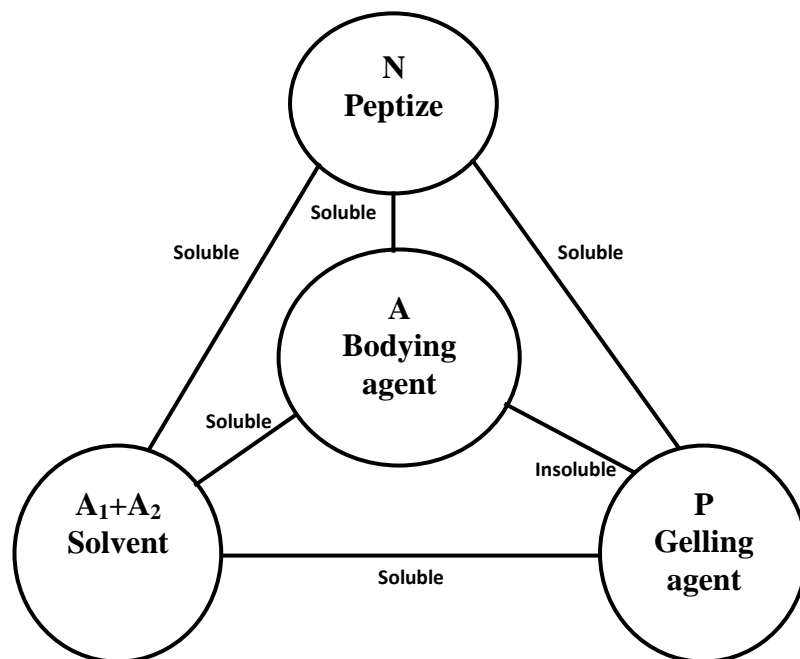 N
Peptize
Soluble
Soluble
Soluble
A
Bodying
agent
Soluble
Insoluble
A₁+A₂
Solvent
P
Gelling
agent
Soluble